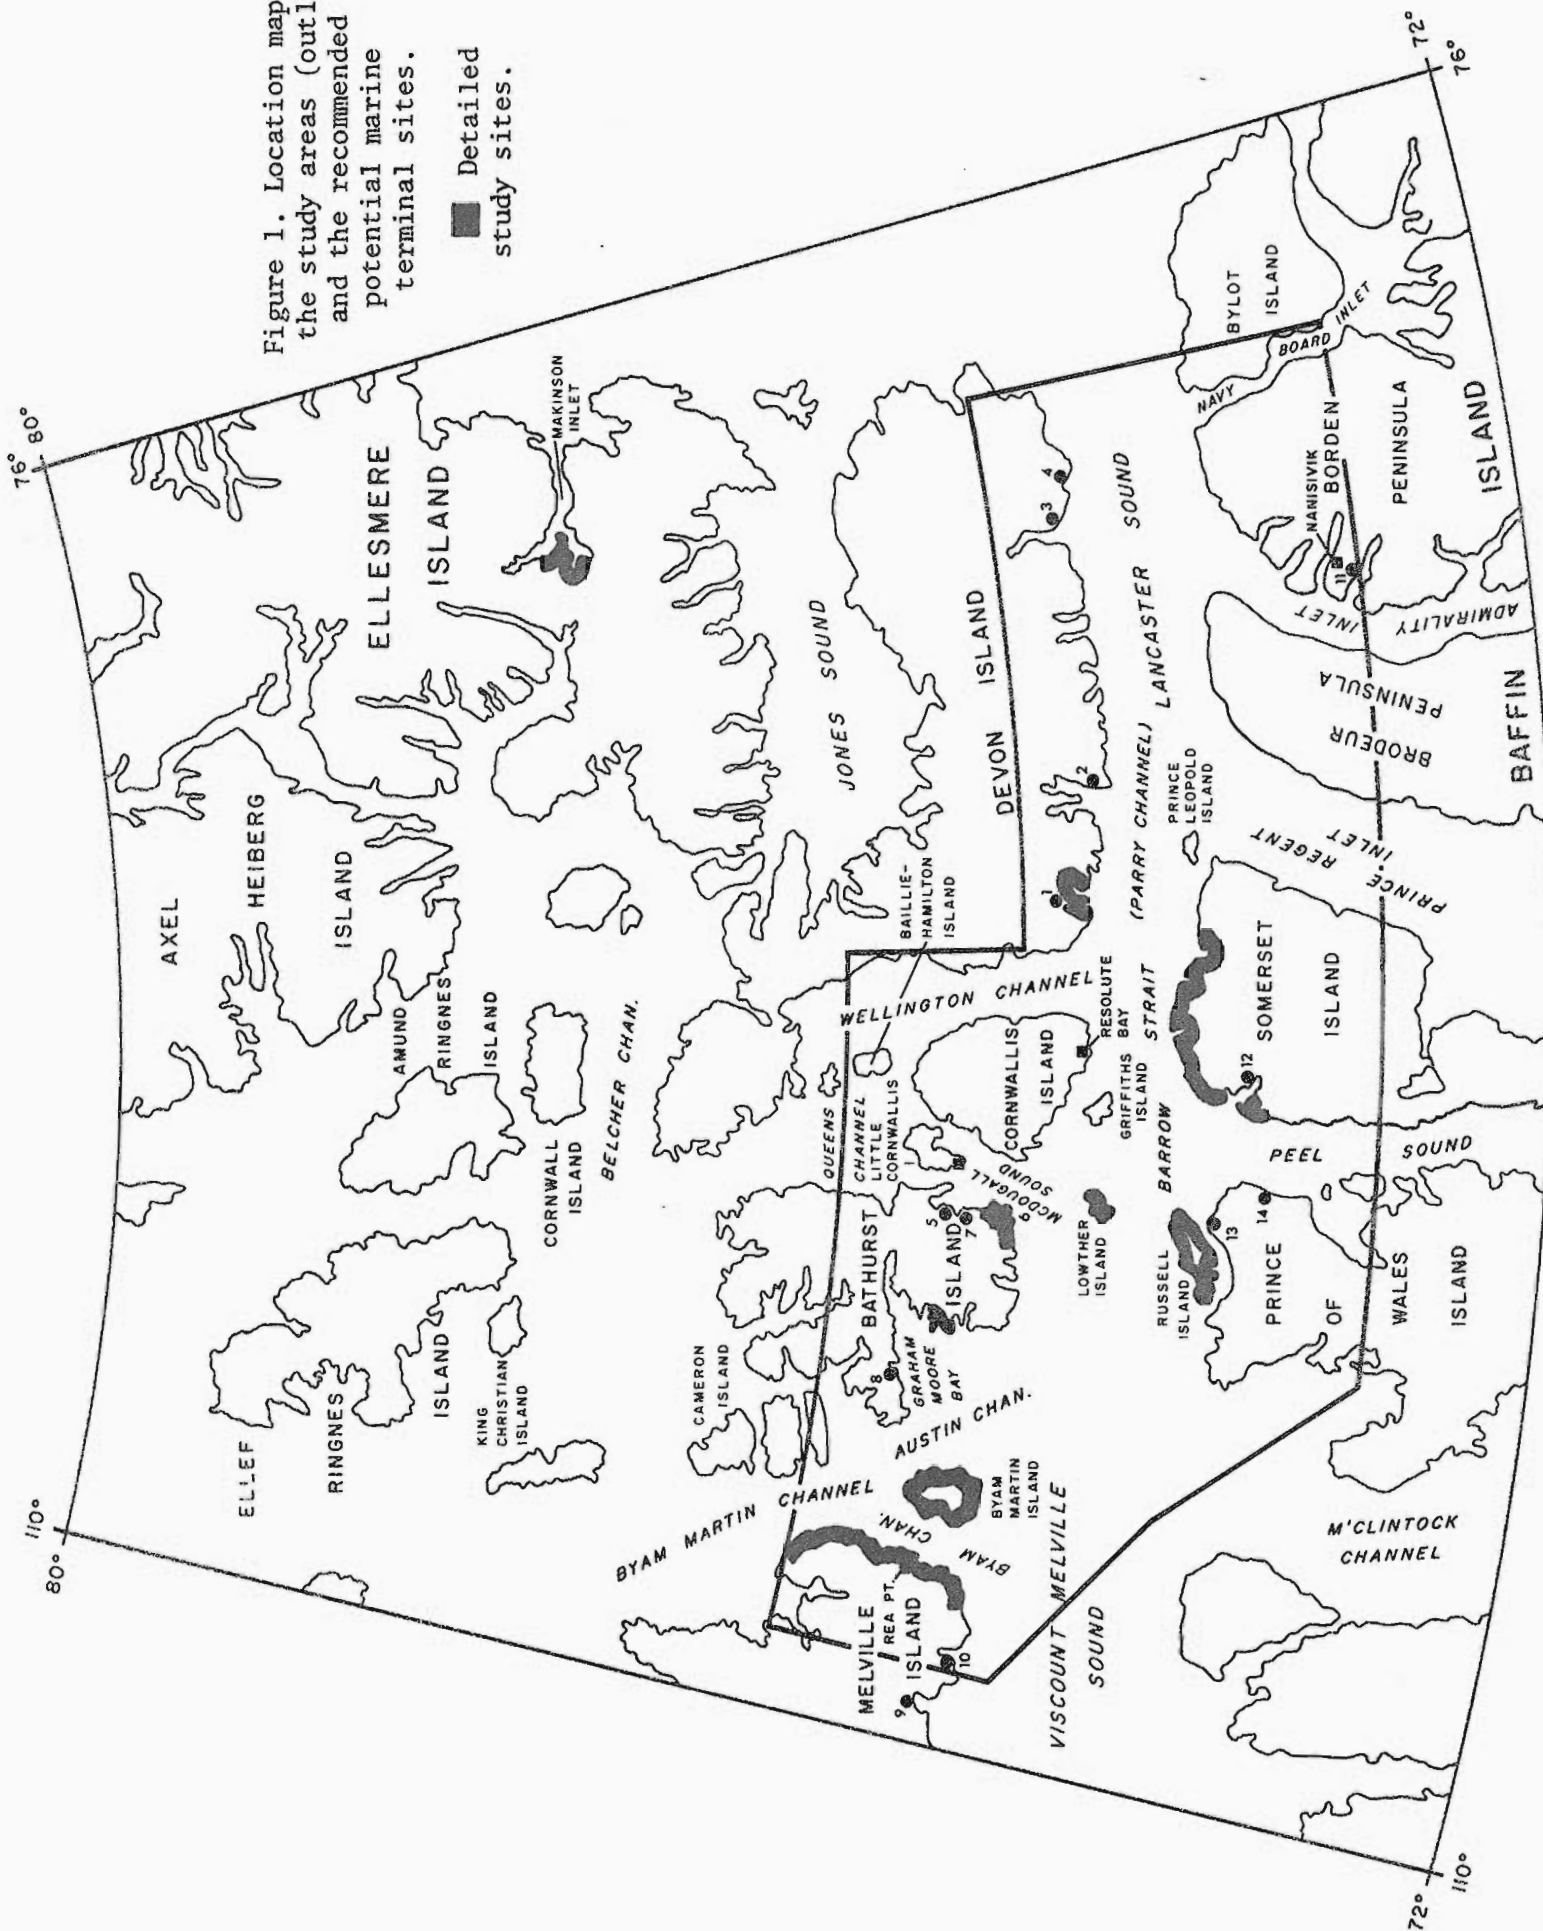 Figure 1. Location map
the study areas (outl
and the recommended
potential marine
terminal sites.
Detailed
study sites.
76°
80°
110°
80°
72°
76°
72°
110°
AXEL
HEIBERG
ISLAND
ELLESMERE
ISLAND
MAKINSON
INLET
ELLEF
RINGNES
ISLAND
AMUND
RINGNES
ISLAND
KING
CHRISTIAN
ISLAND
CORNWALL
ISLAND
BELCHER CHAN.
JONES SOUND
DEVON ISLAND
BAILLIE-
HAMILTON
ISLAND
CAMERON
ISLAND
BYAM MARTIN CHANNEL
QUEENS
CHANNEL
WELLINGTON CHANNEL
LITTLE
CORNWALLIS
I
BATHURST
ISLAND
MCDOUGALL
SOUND
CORNWALLIS
ISLAND
RESOLUTE
BAY
GRIFFITHS
ISLAND
GRAHAM
MOORE
BAY
AUSTIN CHAN.
BYAM
MARTIN
ISLAND
BYAM CHAN.
MELVILLE
REA PT.
ISLAND
LOWTHER
ISLAND
BARROW STRAIT
(PARRY CHANNEL)
LANCASTER SOUND
PRINCE
LEOPOLD
ISLAND
RUSSELL
ISLAND
VISCOUNT MELVILLE
SOUND
PRINCE
OF
WALES
ISLAND
PEEL SOUND
SOMERSET
ISLAND
PRINCE REGENT
INLET
BRODEUR
PENINSULA
ADMIRALITY
INLET
NANISIVIK
BORDEN
PENINSULA
NAVY
BOARD
INLET
BYLOT
ISLAND
BAFFIN
ISLAND
M'CLINTOCK
CHANNEL
1
2
3
4
5
6
7
8
9
10
11
12
13
14